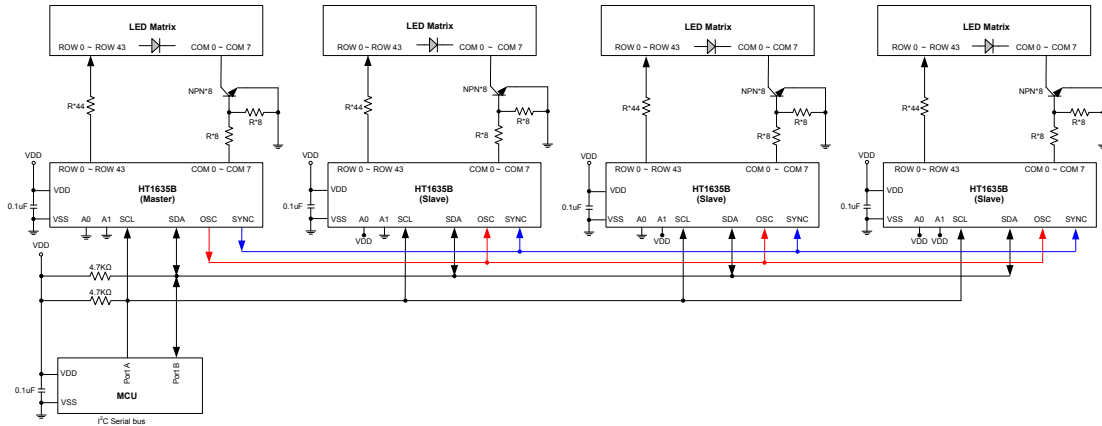 LED Matrix LED Matrix LED Matrix LED Matrix
ROW 0 ~ ROW 43 COM 0 ~ COM 7 ROW 0 ~ ROW 43 COM 0 ~ COM 7 ROW 0 ~ ROW 43 COM 0 ~ COM 7 ROW 0 ~ ROW 43 COM 0 ~ COM 7
NPN*8 NPN*8 NPN*8 NPN*8
R*44 R*44 R*44 R*44
R*8 R*8 R*8 R*8
R*8 R*8 R*8 R*8
VDD VDD VDD VDD
ROW 0 ~ ROW 43 COM 0 ~ COM 7 ROW 0 ~ ROW 43 COM 0 ~ COM 7 ROW 0 ~ ROW 43 COM 0 ~ COM 7 ROW 0 ~ ROW 43 COM 0 ~ COM 7
VDD HT1635B VDD HT1635B VDD HT1635B VDD HT1635B
0.1uF (Master) 0.1uF (Slave) 0.1uF (Slave) 0.1uF (Slave)
VSS A0 A1 SCL SDA OSC SYNC VSS A0 A1 SCL SDA OSC SYNC VSS A0 A1 SCL SDA OSC SYNC VSS A0 A1 SCL SDA OSC SYNC
VDD VDD VDD VDD
VDD
4.7KΩ
4.7KΩ
Port A Port B
VDD
0.1uF MCU
VSS
I²C Serial bus